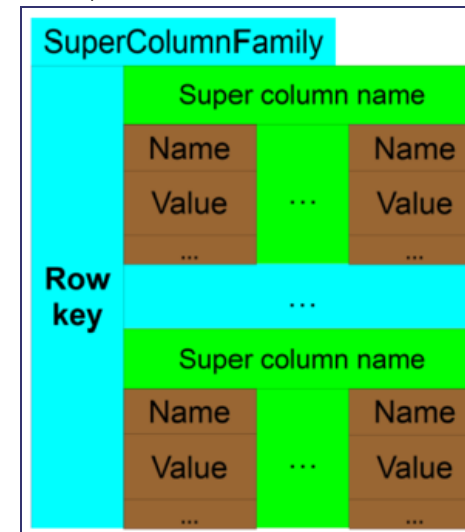 SuperColumnFamily
Super column name
Name Name
Value ... Value
... ...
Row key
...
Super column name
Name Name
Value ... Value
... ...